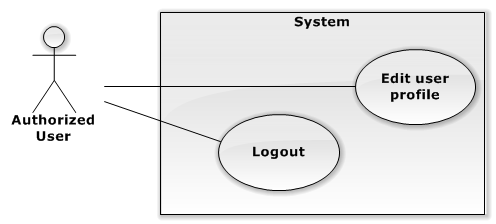 System
Edit user
profile
Authorized
User
Logout